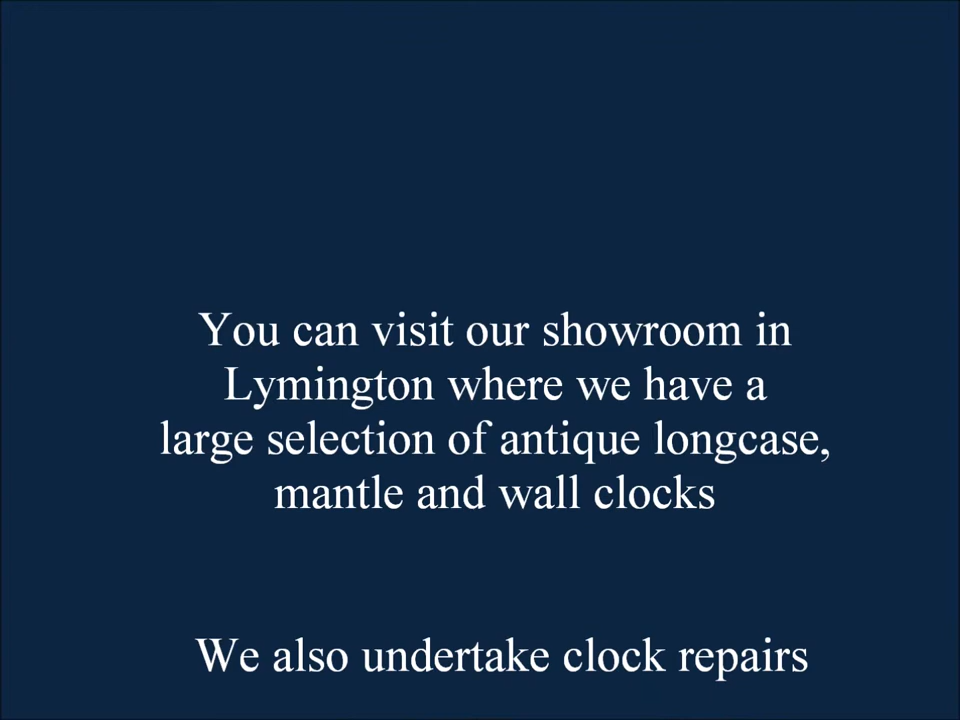 You can visit our showroom in
Lymington where we have a
large selection of antique longcase,
mantle and wall clocks
We also undertake clock repairs